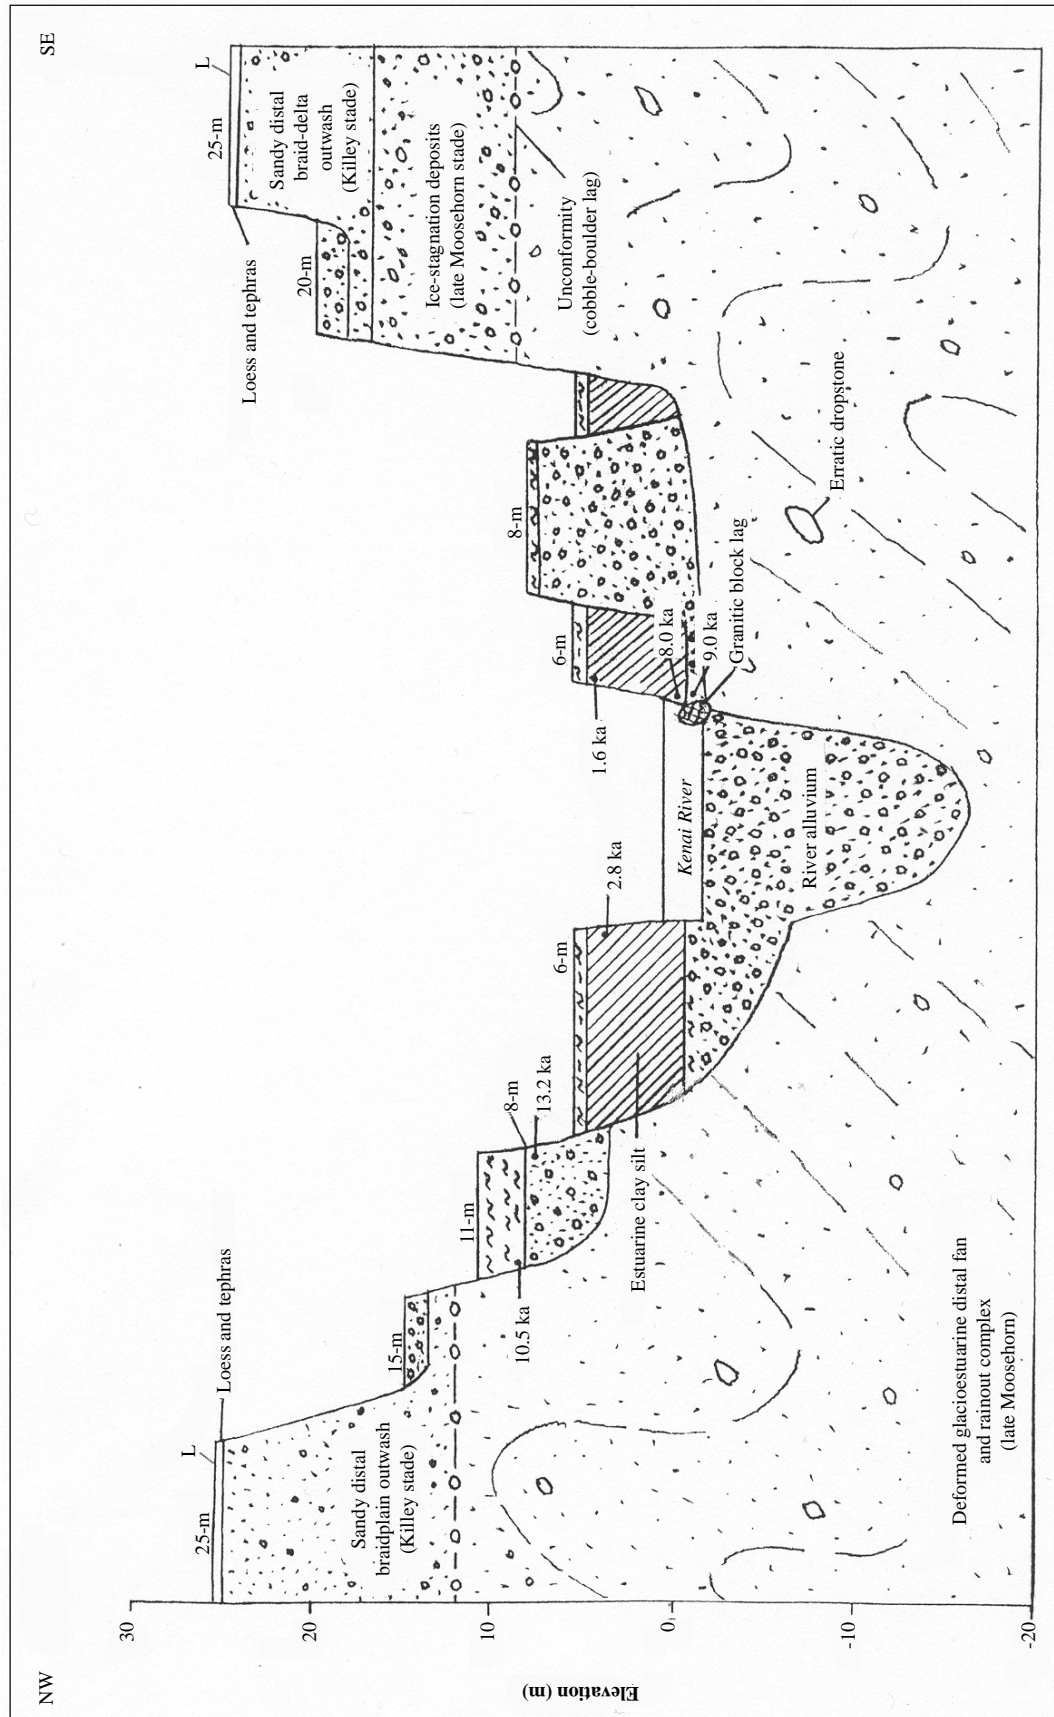 NW
SE
Elevation (m)
30
20
10
0
-10
-20
25-m
L
Loess and tephras
Sandy distal
braidplain outwash
(Killey stade)
15-m
11-m
10.5 ka
8-m
13.2 ka
6-m
2.8 ka
Estuarine clay silt
Kenai River
River alluvium
1.6 ka
6-m
8.0 ka
9.0 ka
Granitic block lag
8-m
Erratic dropstone
20-m
Loess and tephras
25-m
L
Sandy distal
braid-delta
outwash
(Killey stade)
Ice-stagnation deposits
(late Moosehorn stade)
Unconformity
(cobble-boulder lag)
Deformed glacioestuarine distal fan
and rainout complex
(late Moosehorn)